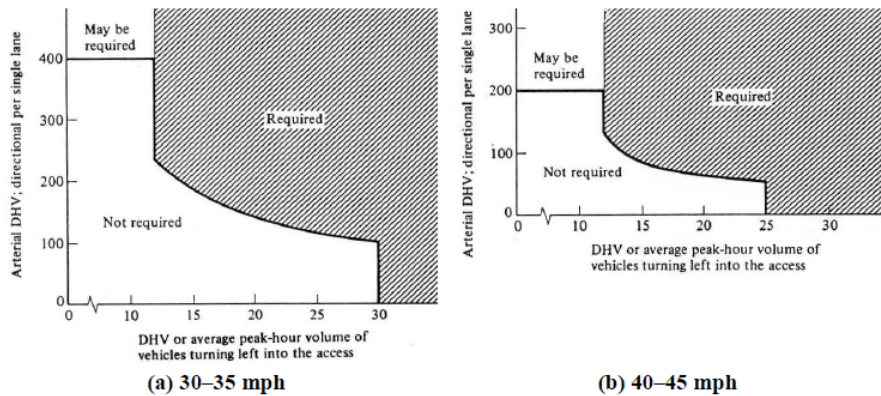 Arterial DHV; directional per single lane
May be
required
400
300
200
100
0
Required
Not required
0
10
15
20
25
30
DHV or average peak-hour volume of
vehicles turning left into the access
(a) 30–35 mph
Arterial DHV; directional per single lane
300
200
100
0
May be
required
Required
Not required
0
10
15
20
25
30
DHV or average peak-hour volume of
vehicles turning left into the access
(b) 40–45 mph